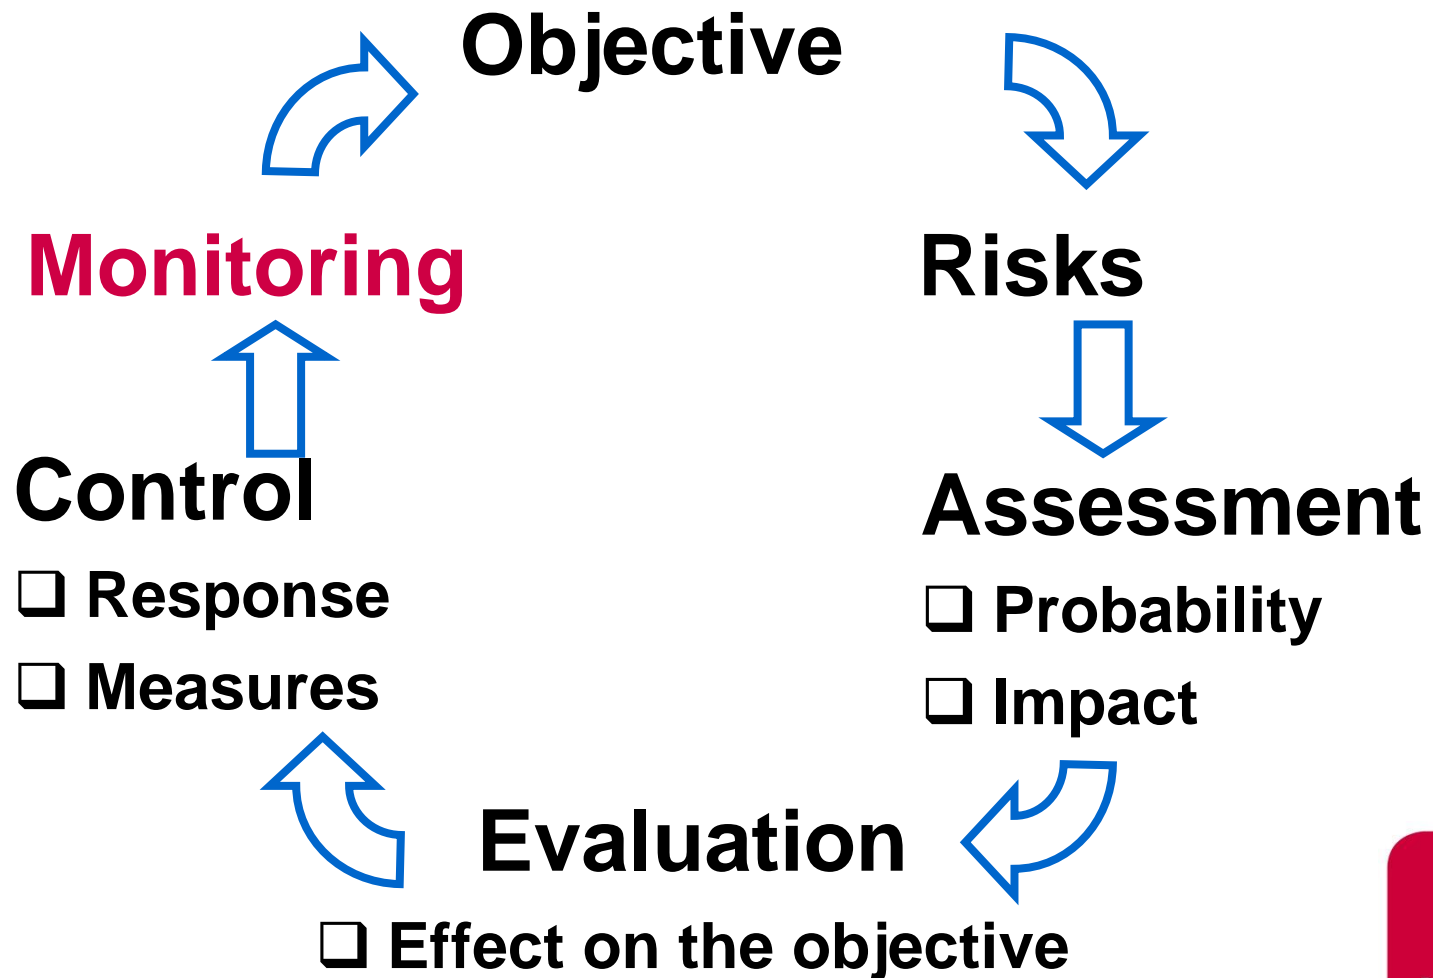 Objective
Monitoring
Risks
Control
❑ Response
❑ Measures
Assessment
❑ Probability
❑ Impact
Evaluation
❑ Effect on the objective